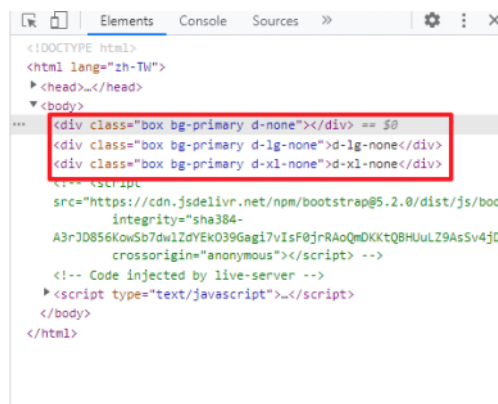 Elements Console Sources »
<!DOCTYPE html>
<html lang="zh-TW">
<head>…</head>
<body>
<div class="box bg-primary d-none"></div> == $0
<div class="box bg-primary d-lg-none">d-lg-none</div>
<div class="box bg-primary d-xl-none">d-xl-none</div>
<!-- <script
src="https://cdn.jsdelivr.net/npm/bootstrap@5.2.0/dist/js/boo
integrity="sha384-
A3rJD856KowSb7dwlZdYEkO39Gagi7vIsF0jrRAoQmDKKtQBHUuLZ9AsSv4jD
crossorigin="anonymous"></script> -->
<!-- Code injected by live-server -->
<script type="text/javascript">…</script>
</body>
</html>